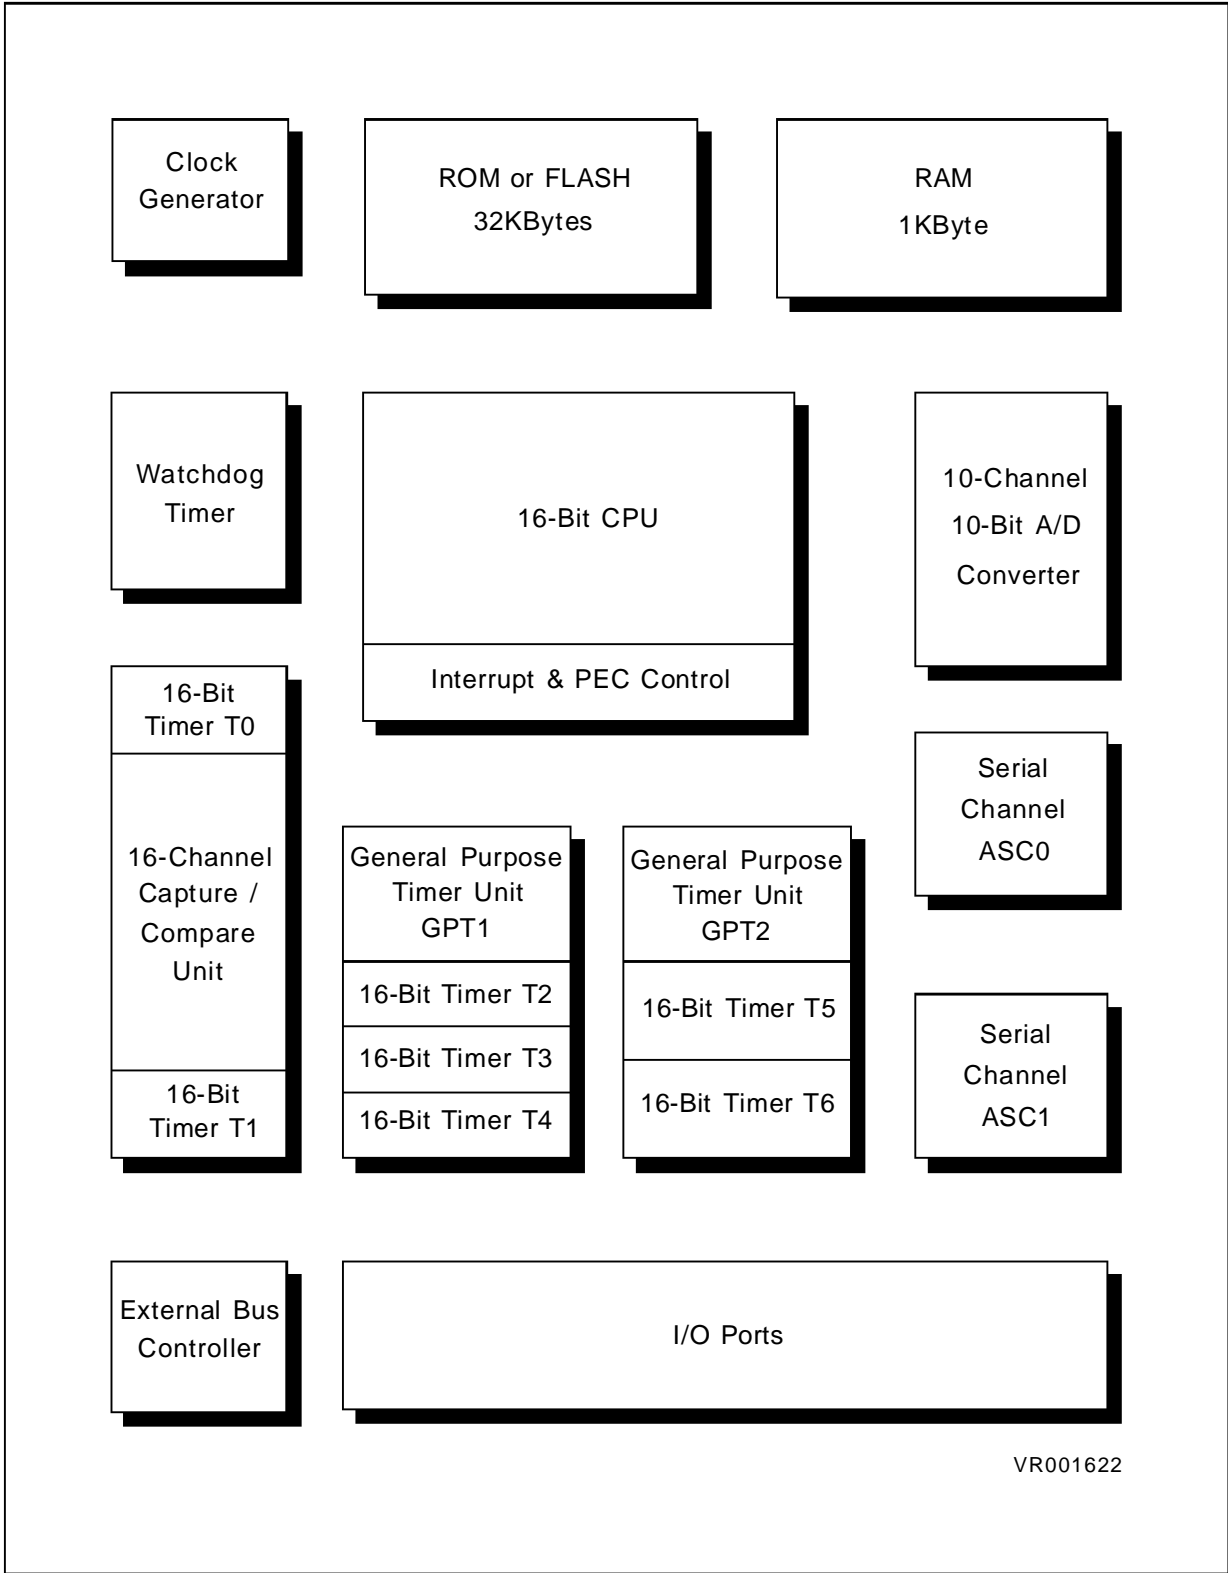 Clock
Generator
ROM or FLASH
32KBytes
RAM
1KByte
Watchdog
Timer
16-Bit CPU
Interrupt & PEC Control
10-Channel
10-Bit A/D
Converter
16-Bit
Timer T0
16-Channel
Capture /
Compare
Unit
16-Bit
Timer T1
General Purpose
Timer Unit
GPT1
16-Bit Timer T2
16-Bit Timer T3
16-Bit Timer T4
General Purpose
Timer Unit
GPT2
16-Bit Timer T5
16-Bit Timer T6
Serial
Channel
ASC0
Serial
Channel
ASC1
External Bus
Controller
I/O Ports
VR001622